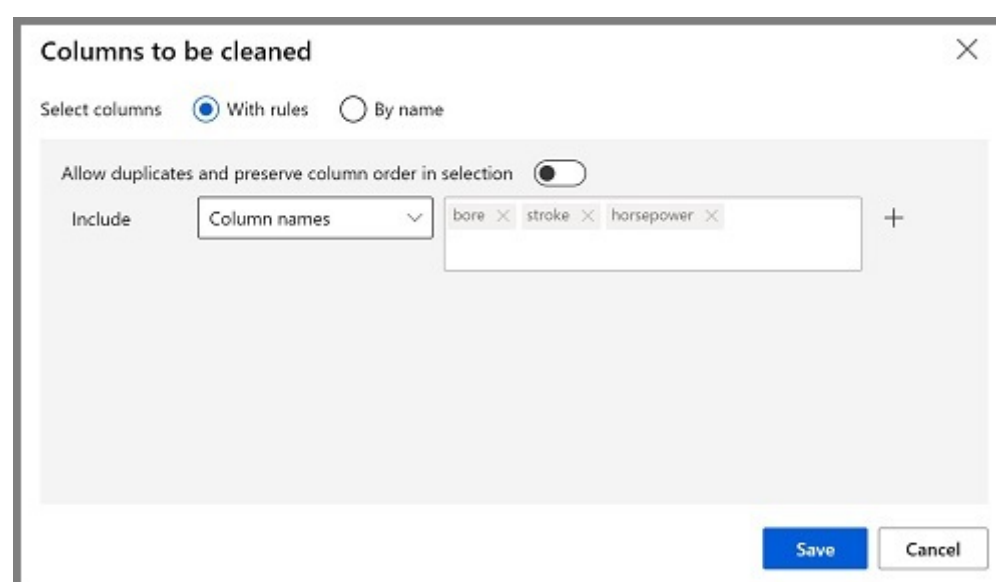 Columns to be cleaned
Select columns With rules By name
Allow duplicates and preserve column order in selection
Include Column names bore stroke horsepower
Save Cancel